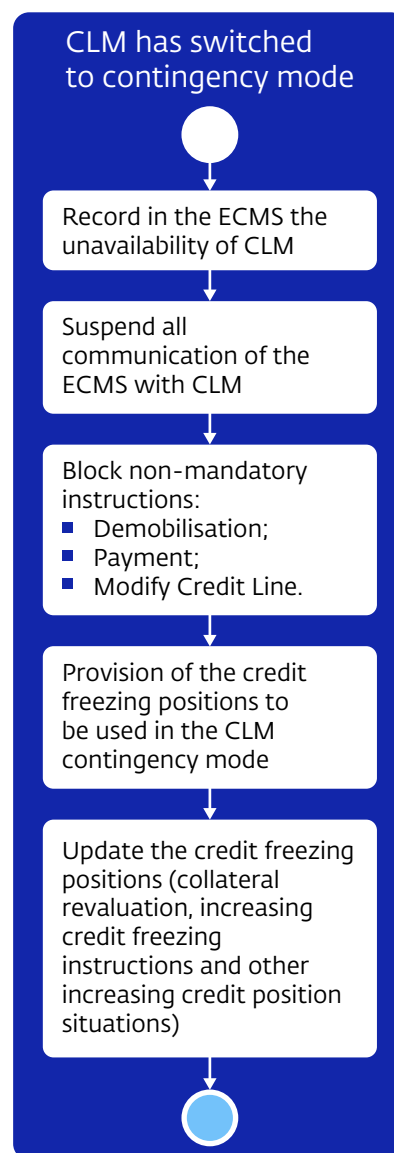 CLM has switched
to contingency mode
Record in the ECMS the
unavailability of CLM
Suspend all
communication of the
ECMS with CLM
Block non-mandatory
instructions:
Demobilisation;
Payment;
Modify Credit Line.
Provision of the credit
freezing positions to
be used in the CLM
contingency mode
Update the credit freezing
positions (collateral
revaluation, increasing
credit freezing
instructions and other
increasing credit position
situations)